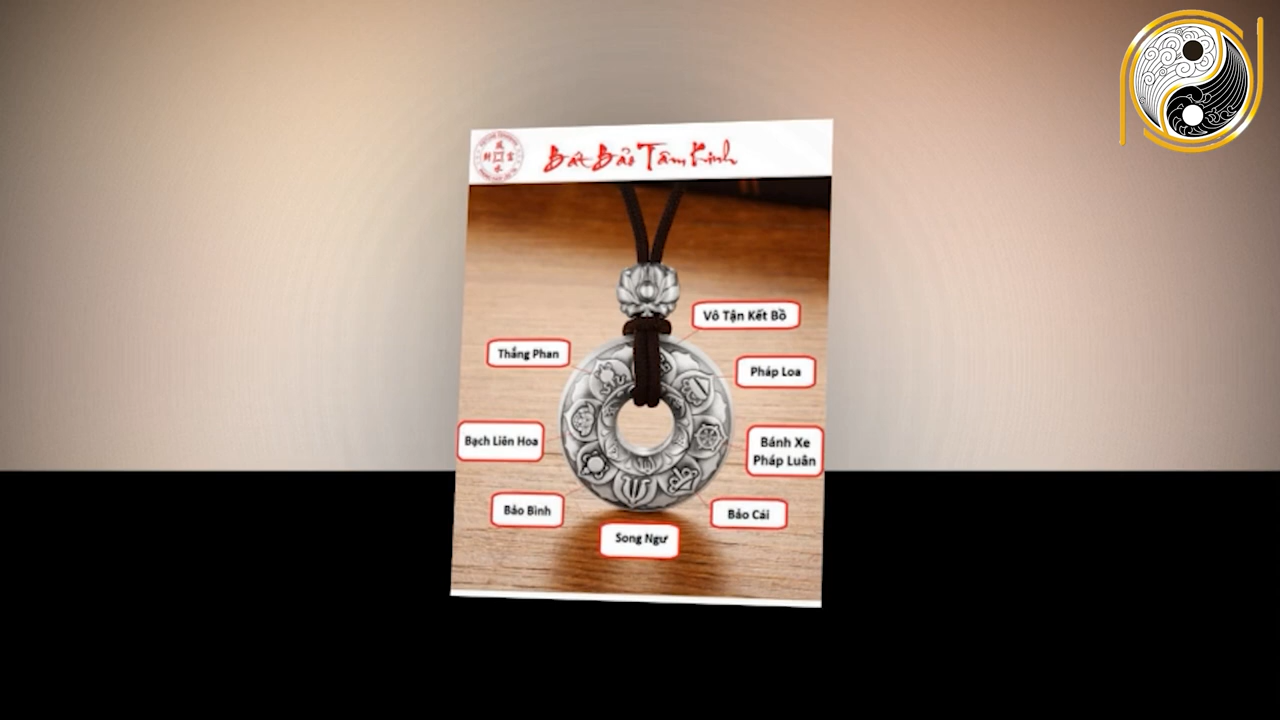 Bát Bảo Tâm Kinh
Vô Tận Kết Bồ
Thắng Phan
Pháp Loa
Bạch Liên Hoa
Bánh Xe
Pháp Luân
Bảo Bình
Bảo Cái
Song Ngư